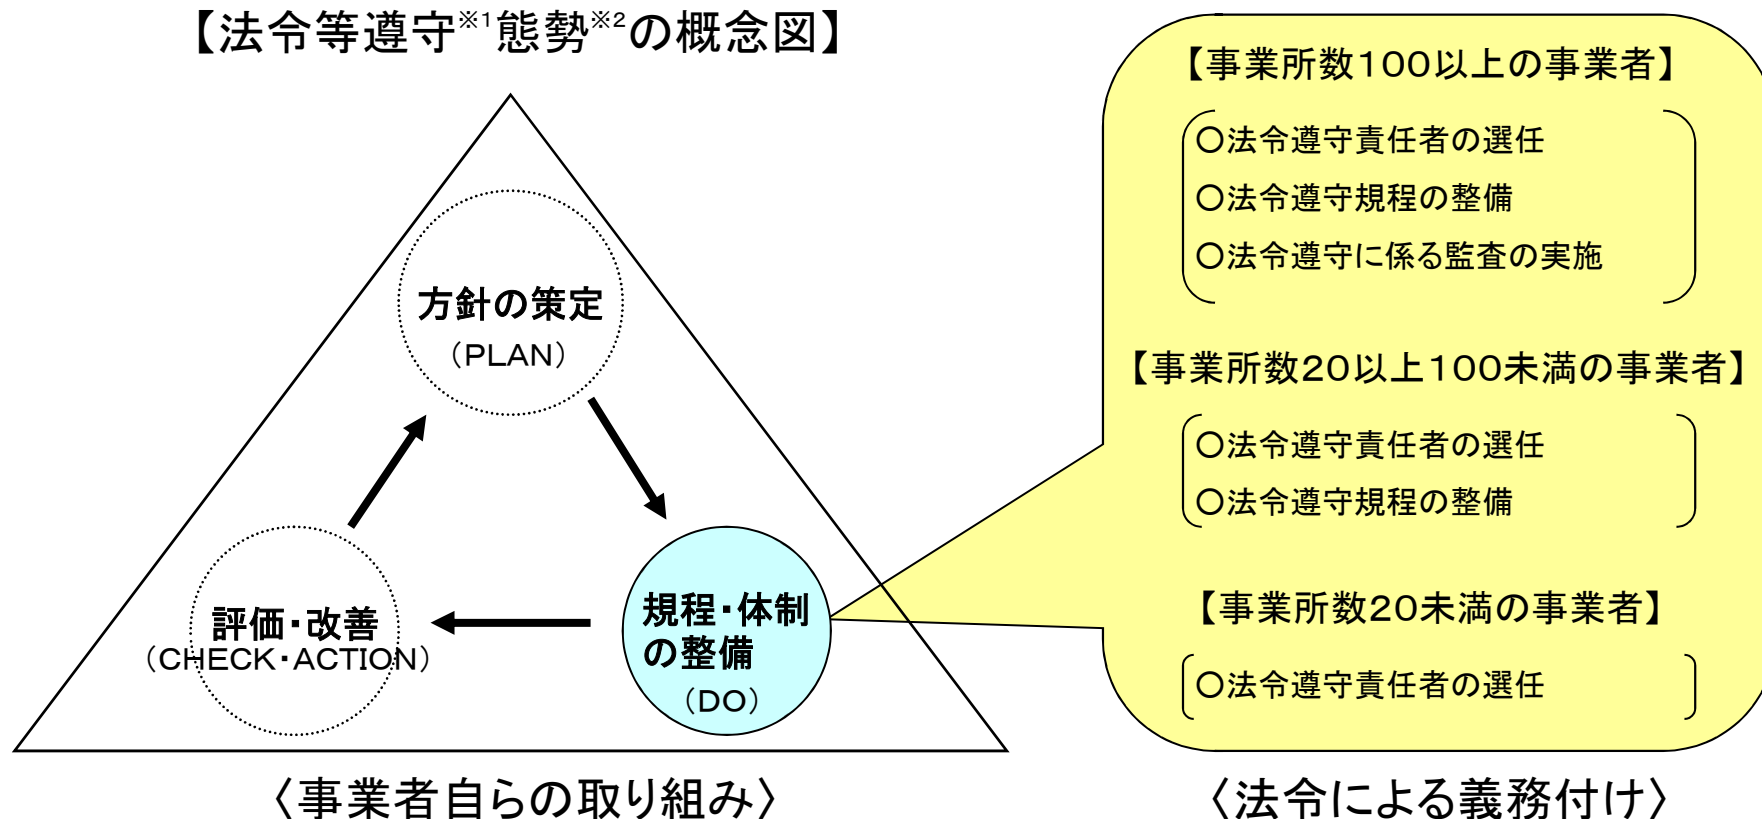 【法令等遵守※1態勢※2の概念図】
方針の策定
（PLAN）
評価・改善
（CHECK・ACTION）
規程・体制
の整備
（DO）
〈事業者自らの取り組み〉
【事業所数100以上の事業者】
○法令遵守責任者の選任
○法令遵守規程の整備
○法令遵守に係る監査の実施
【事業所数20以上100未満の事業者】
○法令遵守責任者の選任
○法令遵守規程の整備
【事業所数20未満の事業者】
○法令遵守責任者の選任
〈法令による義務付け〉